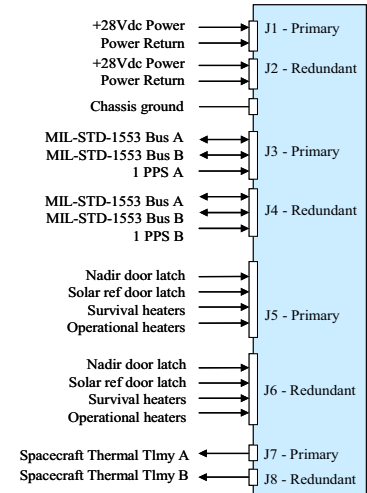 +28Vdc Power
Power Return
J1 - Primary
+28Vdc Power
Power Return
J2 - Redundant
Chassis ground
MIL-STD-1553 Bus A
MIL-STD-1553 Bus B
1 PPS A
J3 - Primary
MIL-STD-1553 Bus A
MIL-STD-1553 Bus B
1 PPS B
J4 - Redundant
Nadir door latch
Solar ref door latch
Survival heaters
Operational heaters
J5 - Primary
Nadir door latch
Solar ref door latch
Survival heaters
Operational heaters
J6 - Redundant
Spacecraft Thermal Tlmy A
J7 - Primary
Spacecraft Thermal Tlmy B
J8 - Redundant